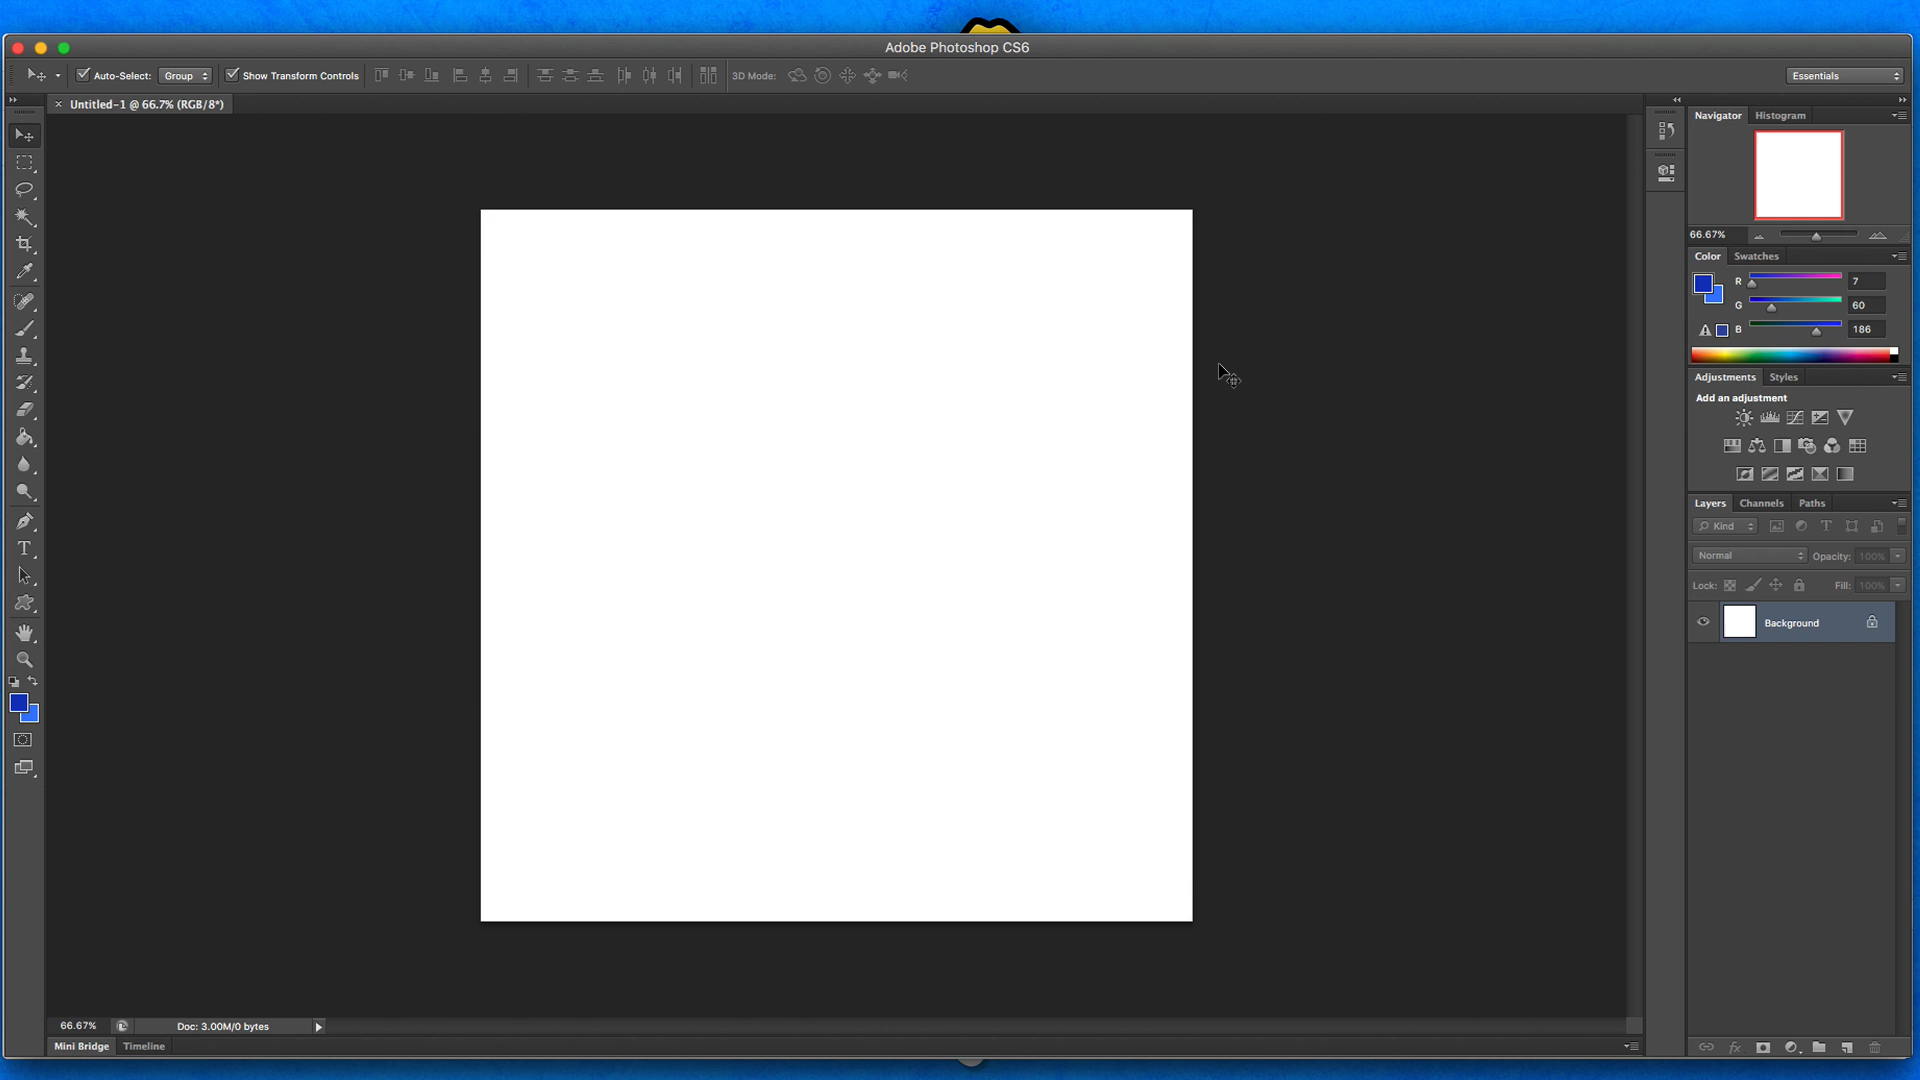 Adobe Photoshop CS6
Auto-Select: Group Show Transform Controls 3D Mode: Essentials
Untitled-1 @ 66.7% (RGB/8*)
Navigator Histogram
66.67%
Color Swatches
R 7
G 60
B 186
Adjustments Styles
Add an adjustment
Layers Channels Paths
Kind
Normal Opacity: 100%
Lock: Fill: 100%
Background
66.67% Doc: 3.00M/0 bytes
Mini Bridge Timeline